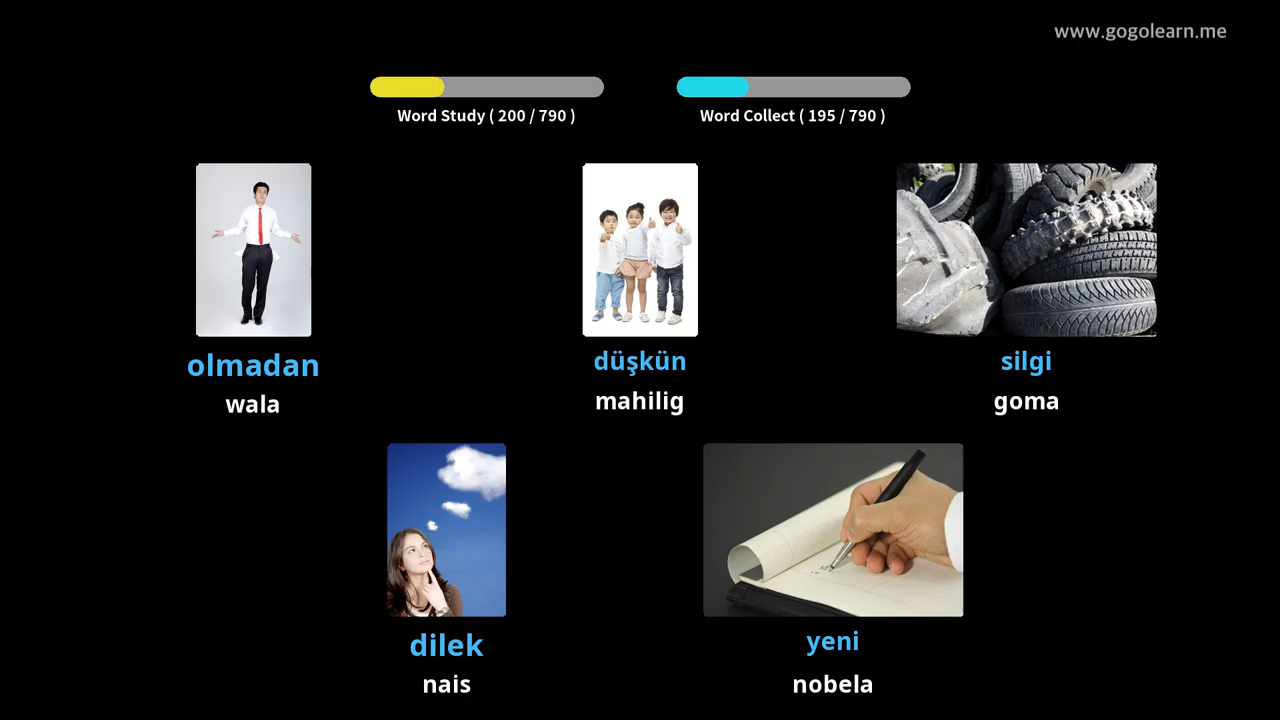 www.gogolearn.me
Word Study ( 200 / 790 )
Word Collect ( 195 / 790 )
olmadan
wala
düşkün
mahilig
silgi
goma
dilek
nais
yeni
nobela